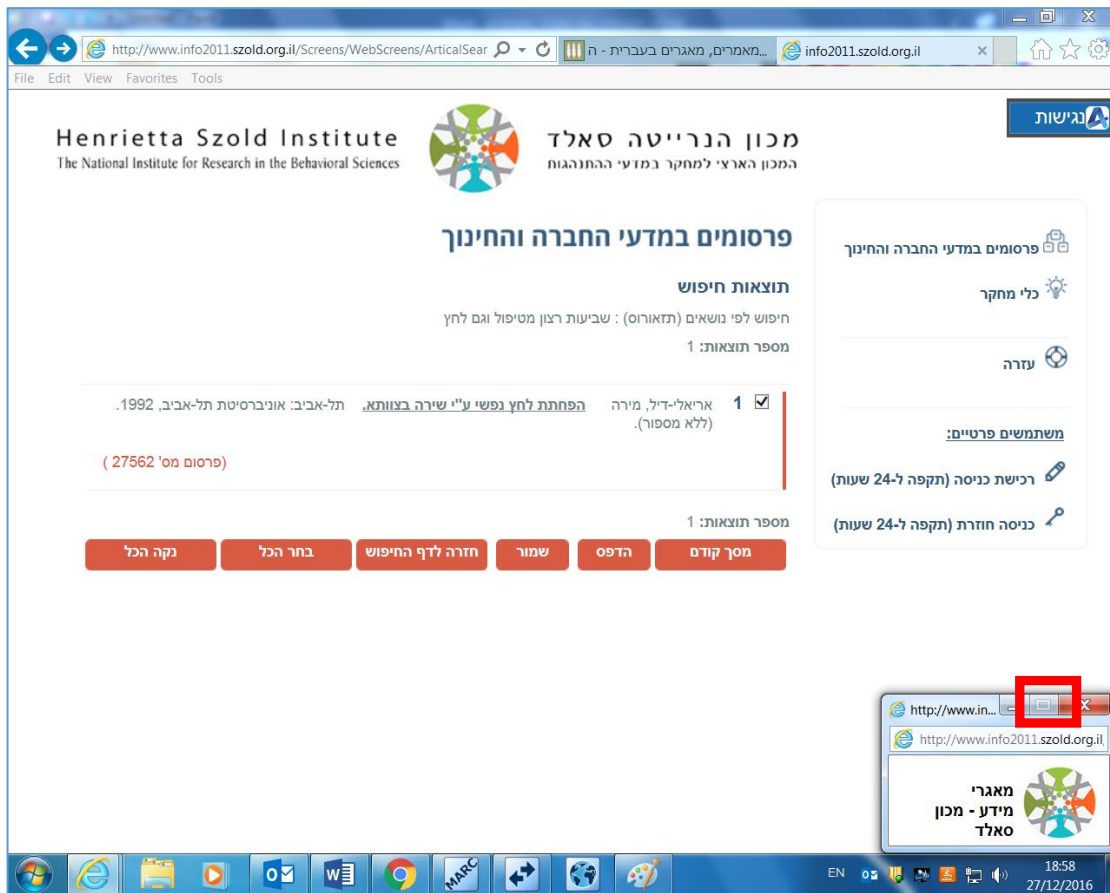 http://www.info2011.szold.org.il/Screens/WebScreens/ArticalSear
מאמרים, מאגרים בעברית - ה...
info2011.szold.org.il
File Edit View Favorites Tools
נגישות
Henrietta Szold Institute
The National Institute for Research in the Behavioral Sciences
מכון הנרייטה סאלד
המכון הארצי למחקר במדעי ההתנהגות
פרסומים במדעי החברה והחינוך
תוצאות חיפוש
חיפוש לפי נושאים (תזאורוס) : שביעות רצון מטיפול וגם לחץ
מספר תוצאות: 1
1 אריאלי-דיל, מירה הפחתת לחץ נפשי ע"י שירה בצוותא. תל-אביב: אוניברסיטת תל-אביב, 1992.
(ללא מספור).
(פרסום מס' 27562 )
מספר תוצאות: 1
מסך קודם
הדפס
שמור
חזרה לדף החיפוש
בחר הכל
נקה הכל
פרסומים במדעי החברה והחינוך
כלי מחקר
עזרה
משתמשים פרטיים:
רכישת כניסה (תקפה ל-24 שעות)
כניסה חוזרת (תקפה ל-24 שעות)
http://www.in...
http://www.info2011.szold.org.il
מאגרי
מידע - מכון
סאלד
MARC
EN
18:58
27/12/2016